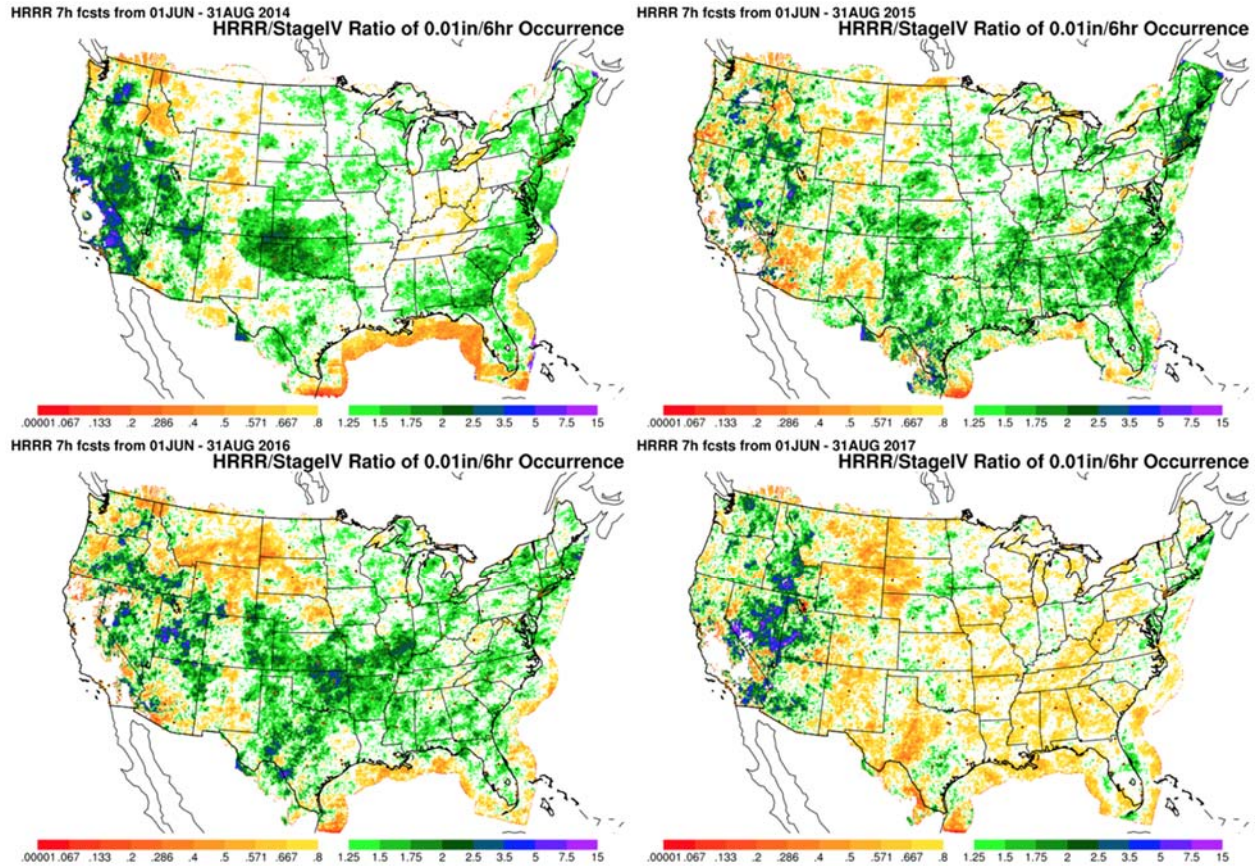 HRRR 7h fcsts from 01JUN - 31AUG 2014
HRRR/StageIV Ratio of 0.01in/6hr Occurrence
.00001 .067 .133 .2 .286 .4 .5 .571 .667 .8 1.25 1.5 1.75 2 2.5 3.5 5 7.5 15
HRRR 7h fcsts from 01JUN - 31AUG 2015
HRRR/StageIV Ratio of 0.01in/6hr Occurrence
.00001 .067 .133 .2 .286 .4 .5 .571 .667 .8 1.25 1.5 1.75 2 2.5 3.5 5 7.5 15
HRRR 7h fcsts from 01JUN - 31AUG 2016
HRRR/StageIV Ratio of 0.01in/6hr Occurrence
.00001 .067 .133 .2 .286 .4 .5 .571 .667 .8 1.25 1.5 1.75 2 2.5 3.5 5 7.5 15
HRRR 7h fcsts from 01JUN - 31AUG 2017
HRRR/StageIV Ratio of 0.01in/6hr Occurrence
.00001 .067 .133 .2 .286 .4 .5 .571 .667 .8 1.25 1.5 1.75 2 2.5 3.5 5 7.5 15